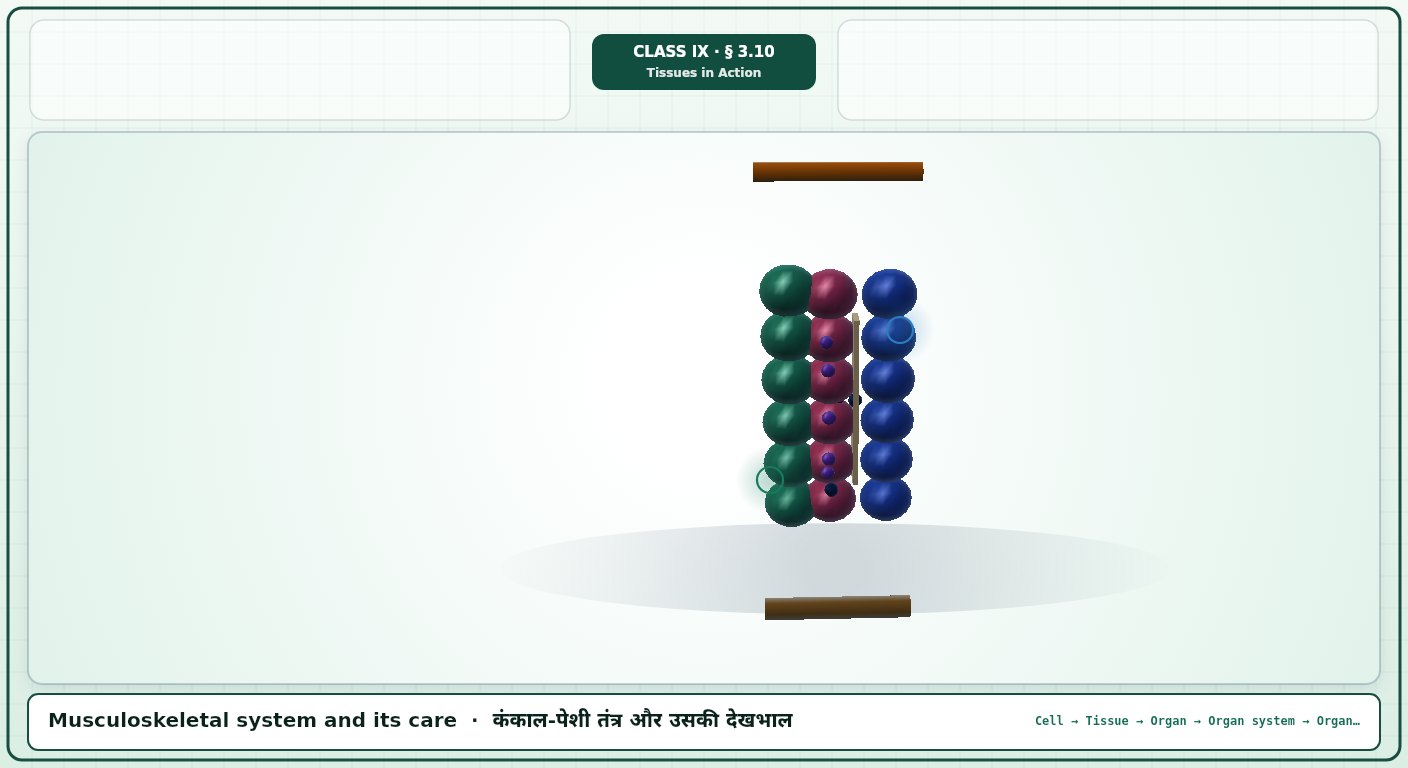 CLASS IX · § 3.10
Tissues in Action
Musculoskeletal system and its care · कंकाल-पेशी तंत्र और उसकी देखभाल
Cell → Tissue → Organ → Organ system → Organ…